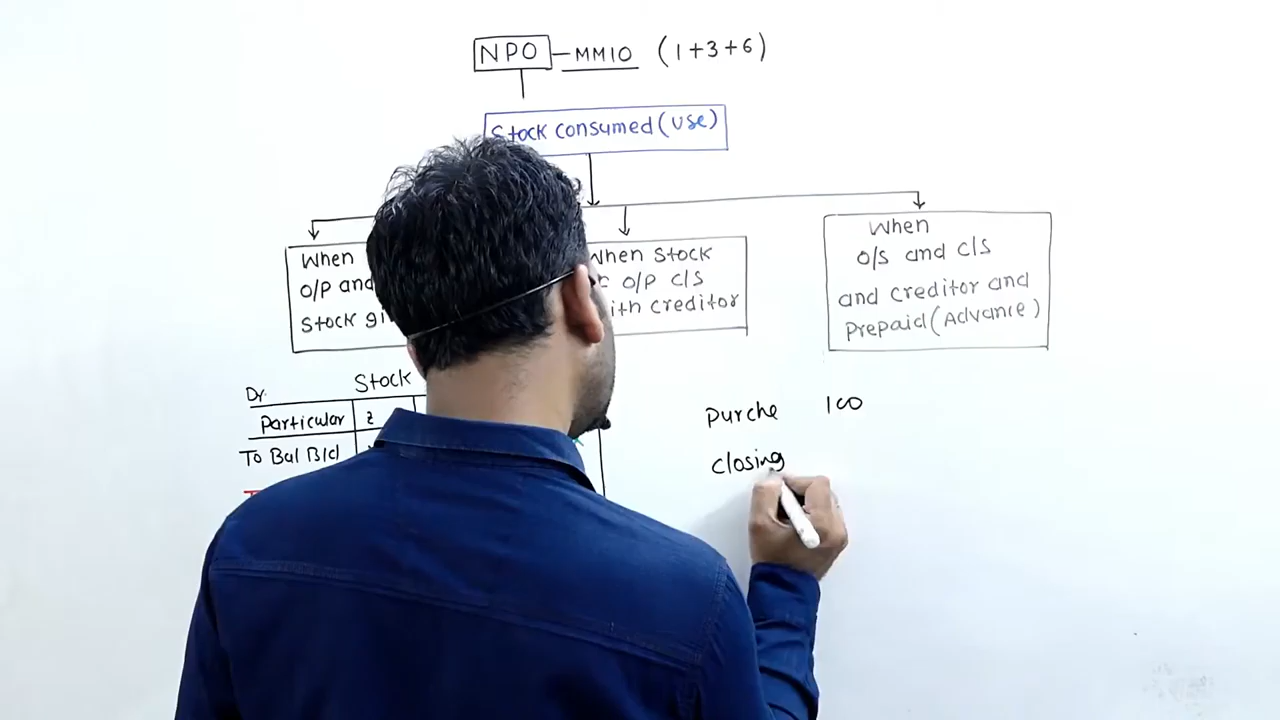 NPO — MM10 (1+3+6)
Stock consumed (use)
When
O/P and
Stock
When Stock
O/P C/S
with creditor
When
O/S and C/S
and creditor and
Prepaid (Advance)
Dr. Stock
Particular ₹
To Bal B/d
Purche 100
closing